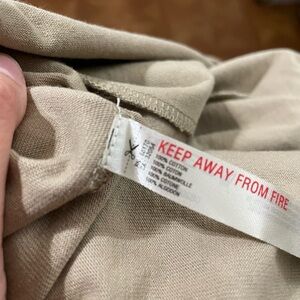 KEEP AWAY FROM FIRE
100% COTTON
100% COTON
100% BAUMWOLLE
100% COTONE
100% ALGODÓN